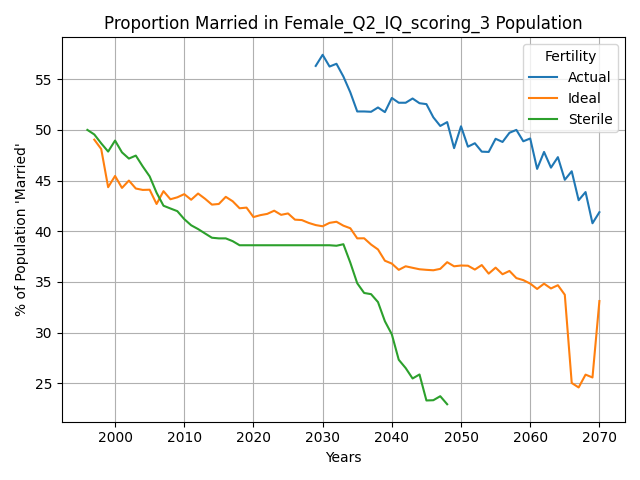 Proportion Married in Female_Q2_IQ_scoring_3 Population
Fertility
Actual
Ideal
Sterile
% of Population 'Married'
55
50
45
40
35
30
25
2000 2010 2020 2030 2040 2050 2060 2070
Years